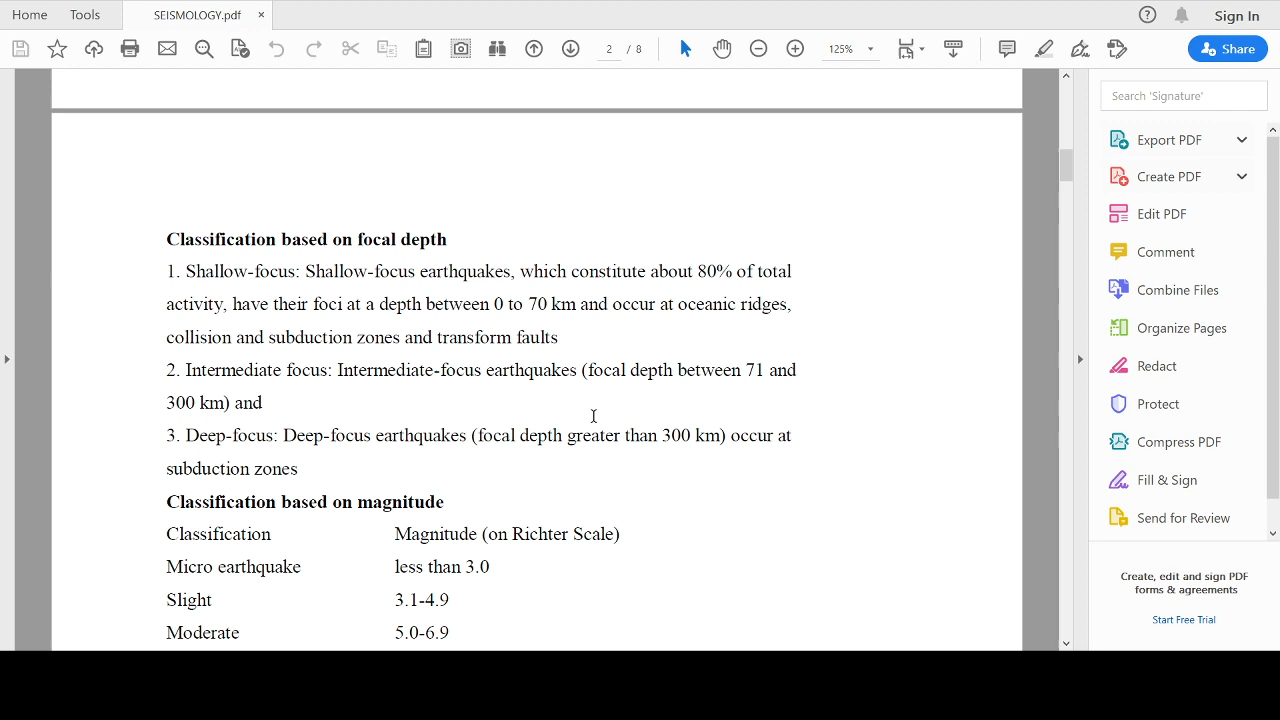 Home Tools SEISMOLOGY.pdf × Sign In
2 / 8 125% Share
Search 'Signature'
Export PDF
Create PDF
Edit PDF
Comment
Combine Files
Organize Pages
Redact
Protect
Compress PDF
Fill & Sign
Send for Review
Create, edit and sign PDF
forms & agreements
Start Free Trial
Classification based on focal depth
1. Shallow-focus: Shallow-focus earthquakes, which constitute about 80% of total
activity, have their foci at a depth between 0 to 70 km and occur at oceanic ridges,
collision and subduction zones and transform faults
2. Intermediate focus: Intermediate-focus earthquakes (focal depth between 71 and
300 km) and
3. Deep-focus: Deep-focus earthquakes (focal depth greater than 300 km) occur at
subduction zones
Classification based on magnitude
Classification Magnitude (on Richter Scale)
Micro earthquake less than 3.0
Slight 3.1-4.9
Moderate 5.0-6.9